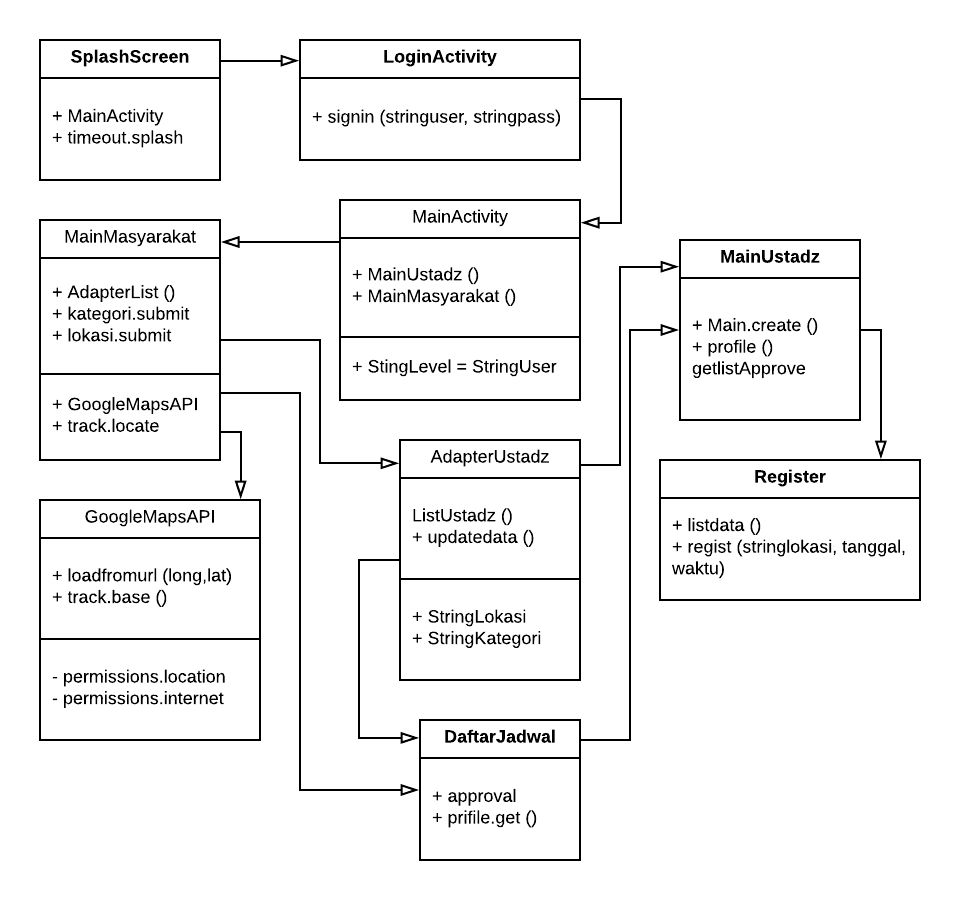 SplashScreen
+ MainActivity
+ timeout.splash
LoginActivity
+ signin (stringuser, stringpass)
MainActivity
+ MainUstadz ()
+ MainMasyarakat ()
+ StingLevel = StringUser
MainMasyarakat
+ AdapterList ()
+ kategori.submit
+ lokasi.submit
+ GoogleMapsAPI
+ track.locate
MainUstadz
+ Main.create ()
+ profile ()
getlistApprove
AdapterUstadz
ListUstadz ()
+ updatedata ()
+ StringLokasi
+ StringKategori
Register
+ listdata ()
+ regist (stringlokasi, tanggal,
waktu)
GoogleMapsAPI
+ loadfromurl (long,lat)
+ track.base ()
- permissions.location
- permissions.internet
DaftarJadwal
+ approval
+ prifile.get ()